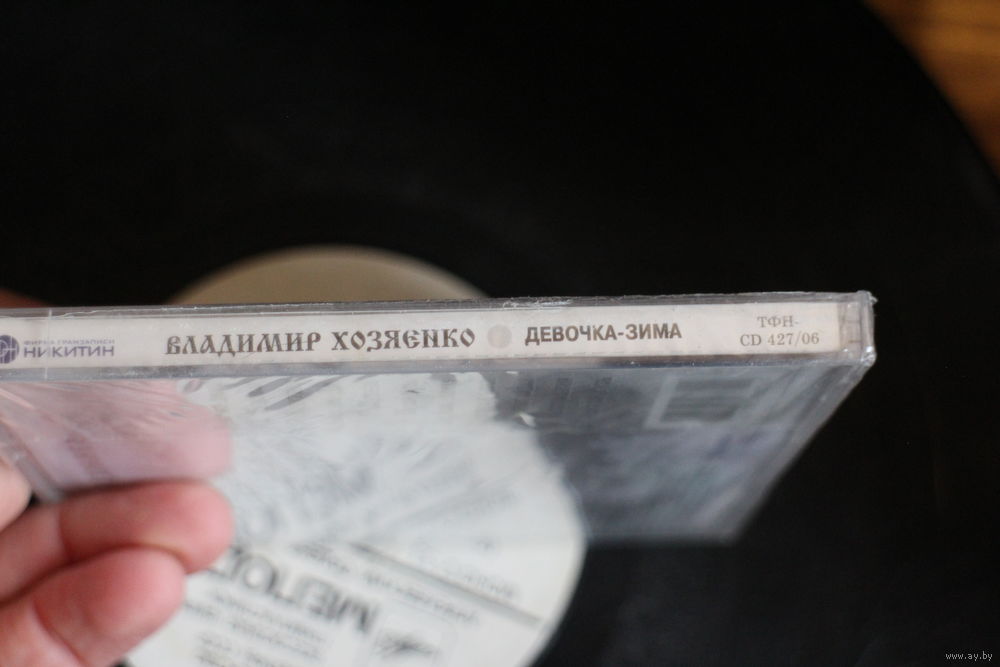 ФИРМА ГРАМЗАПИСИ
НИКИТИН
ВЛАДИМИР ХОЗЯЕНКО
ДЕВОЧКА-ЗИМА
ТФН-
CD 427/06
www.ay.by